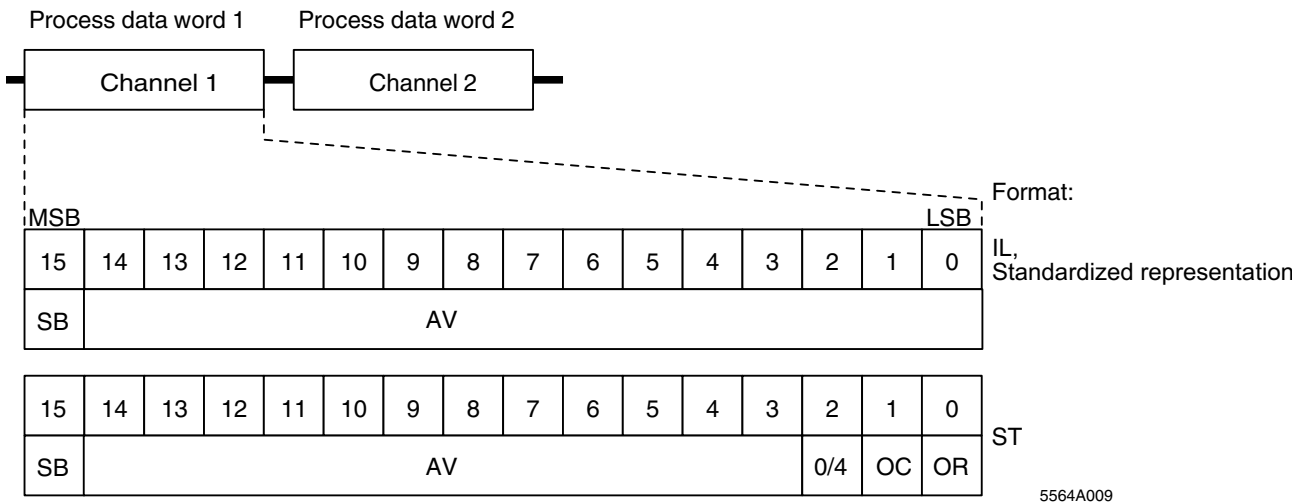 Process data word 1 Process data word 2
Channel 1 Channel 2
Format:
MSB LSB
15 14 13 12 11 10 9 8 7 6 5 4 3 2 1 0
IL,
Standardized representation
SB AV
15 14 13 12 11 10 9 8 7 6 5 4 3 2 1 0
ST
SB AV 0/4 OC OR
5564A009